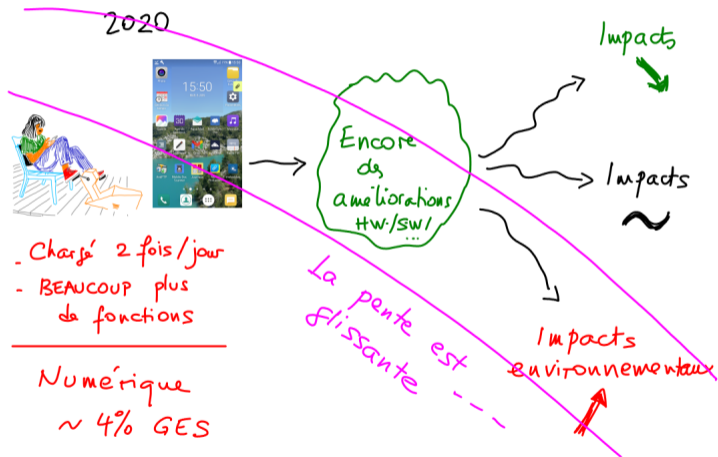 2020
15:50
- Chargé 2 fois/jour
- BEAUCOUP plus
de fonctions
Numérique
~ 4% GES
Encore
des
améliorations
HW/SW/
...
La pente est
glissante ---
Impacts
Impacts
~
Impacts
environnementaux